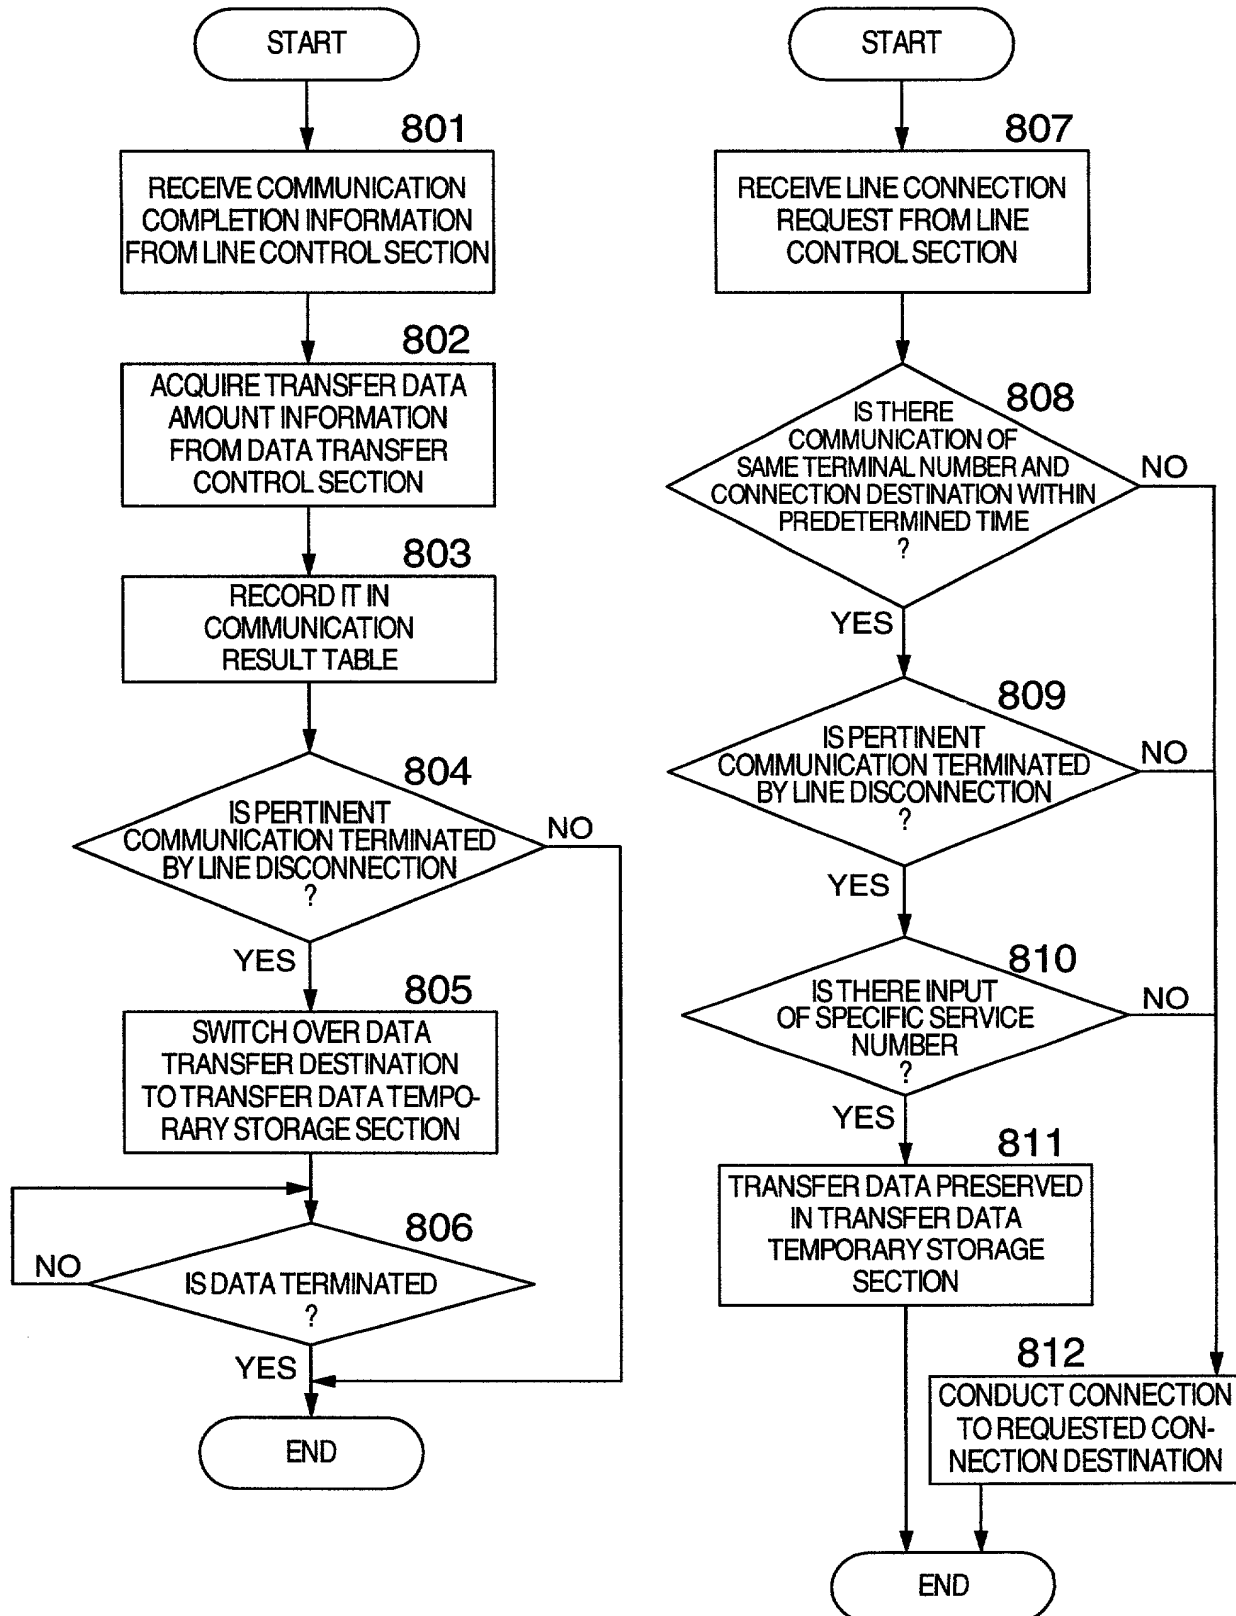 START
801
RECEIVE COMMUNICATION
COMPLETION INFORMATION
FROM LINE CONTROL SECTION
802
ACQUIRE TRANSFER DATA
AMOUNT INFORMATION
FROM DATA TRANSFER
CONTROL SECTION
803
RECORD IT IN
COMMUNICATION
RESULT TABLE
804
IS PERTINENT
COMMUNICATION TERMINATED
BY LINE DISCONNECTION
?
NO
YES
805
SWITCH OVER DATA
TRANSFER DESTINATION
TO TRANSFER DATA TEMPO-
RARY STORAGE SECTION
806
NO
IS DATA TERMINATED
?
YES
END
START
807
RECEIVE LINE CONNECTION
REQUEST FROM LINE
CONTROL SECTION
808
IS THERE
COMMUNICATION OF
SAME TERMINAL NUMBER AND
CONNECTION DESTINATION WITHIN
PREDETERMINED TIME
?
NO
YES
809
IS PERTINENT
COMMUNICATION TERMINATED
BY LINE DISCONNECTION
?
NO
YES
810
IS THERE INPUT
OF SPECIFIC SERVICE
NUMBER
?
NO
YES
811
TRANSFER DATA PRESERVED
IN TRANSFER DATA
TEMPORARY STORAGE
SECTION
812
CONDUCT CONNECTION
TO REQUESTED CON-
NECTION DESTINATION
END